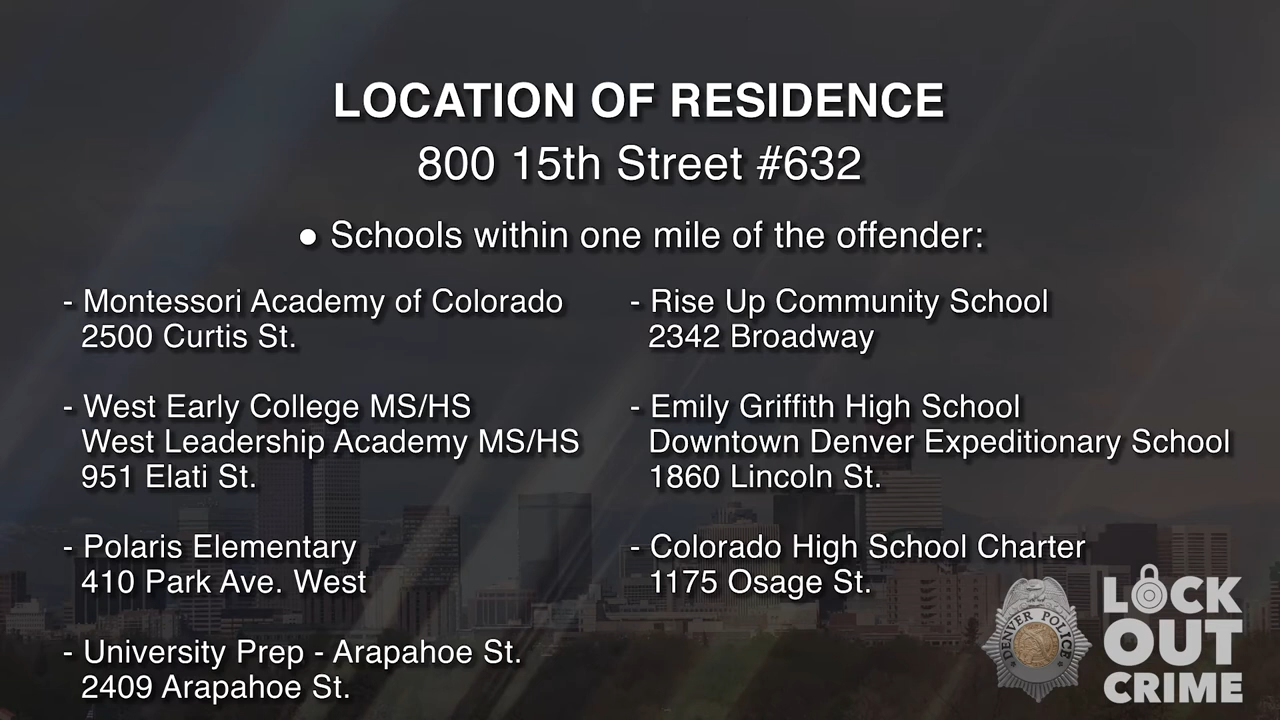 LOCATION OF RESIDENCE
800 15th Street #632
● Schools within one mile of the offender:
- Montessori Academy of Colorado
2500 Curtis St.
- West Early College MS/HS
West Leadership Academy MS/HS
951 Elati St.
- Polaris Elementary
410 Park Ave. West
- University Prep - Arapahoe St.
2409 Arapahoe St.
- Rise Up Community School
2342 Broadway
- Emily Griffith High School
Downtown Denver Expeditionary School
1860 Lincoln St.
- Colorado High School Charter
1175 Osage St.
DENVER POLICE
LOCK
OUT
CRIME